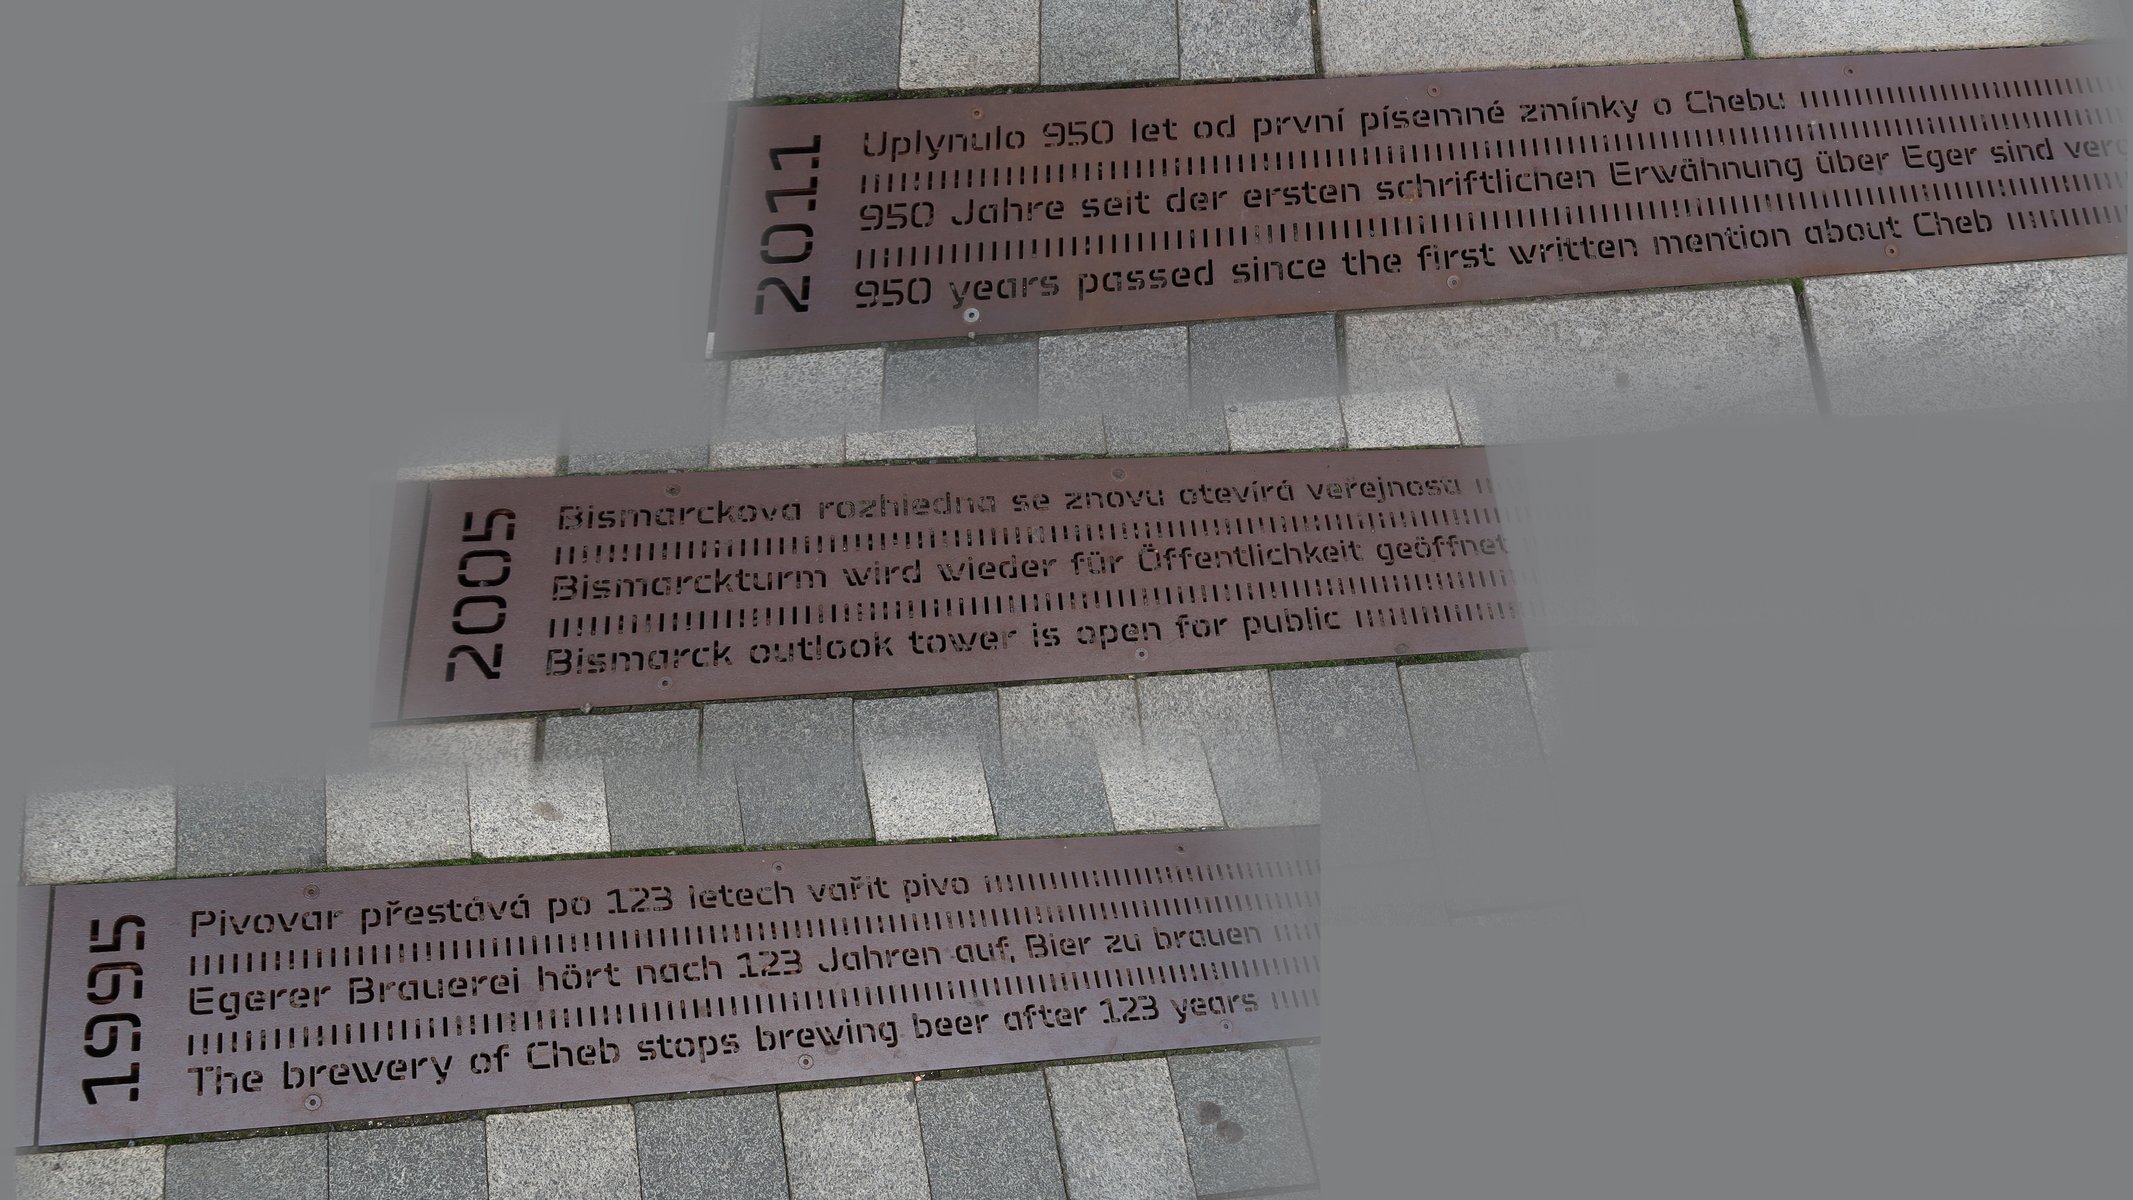 2011
Uplynulo 950 let od první písemné zmínky o Chebu
950 Jahre seit der ersten schriftlichen Erwähnung über Eger sind
950 years passed since the first written mention about Cheb
2005
Bismarckova rozhledna se znovu otevírá veřejnosti
Bismarckturm wird wieder für Öffentlichkeit geöffnet
Bismarck outlook tower is open for public
1995
Pivovar přestává po 123 letech vařit pivo
Egerer Brauerei hört nach 123 Jahren auf, Bier zu brauen
The brewery of Cheb stops brewing beer after 123 years